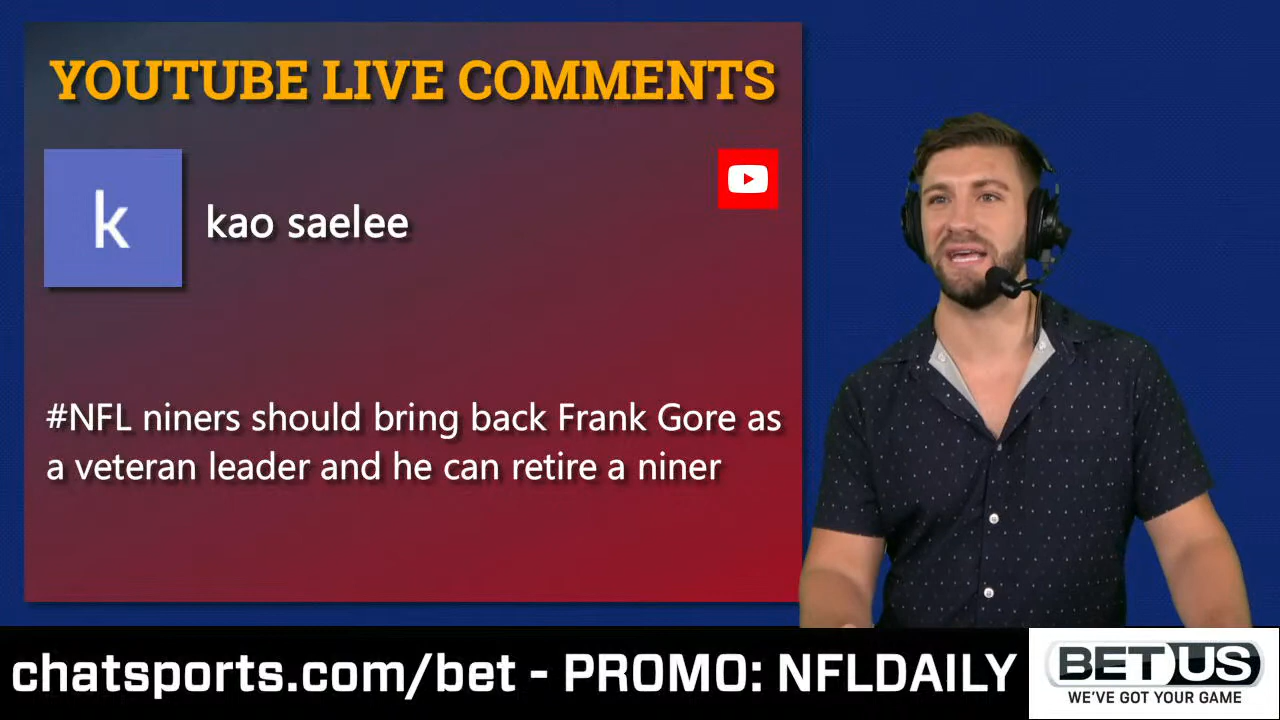 YOUTUBE LIVE COMMENTS
k
kao saelee
#NFL niners should bring back Frank Gore as
a veteran leader and he can retire a niner
chatsports.com/bet - PROMO: NFLDAILY
BETUS
WE'VE GOT YOUR GAME